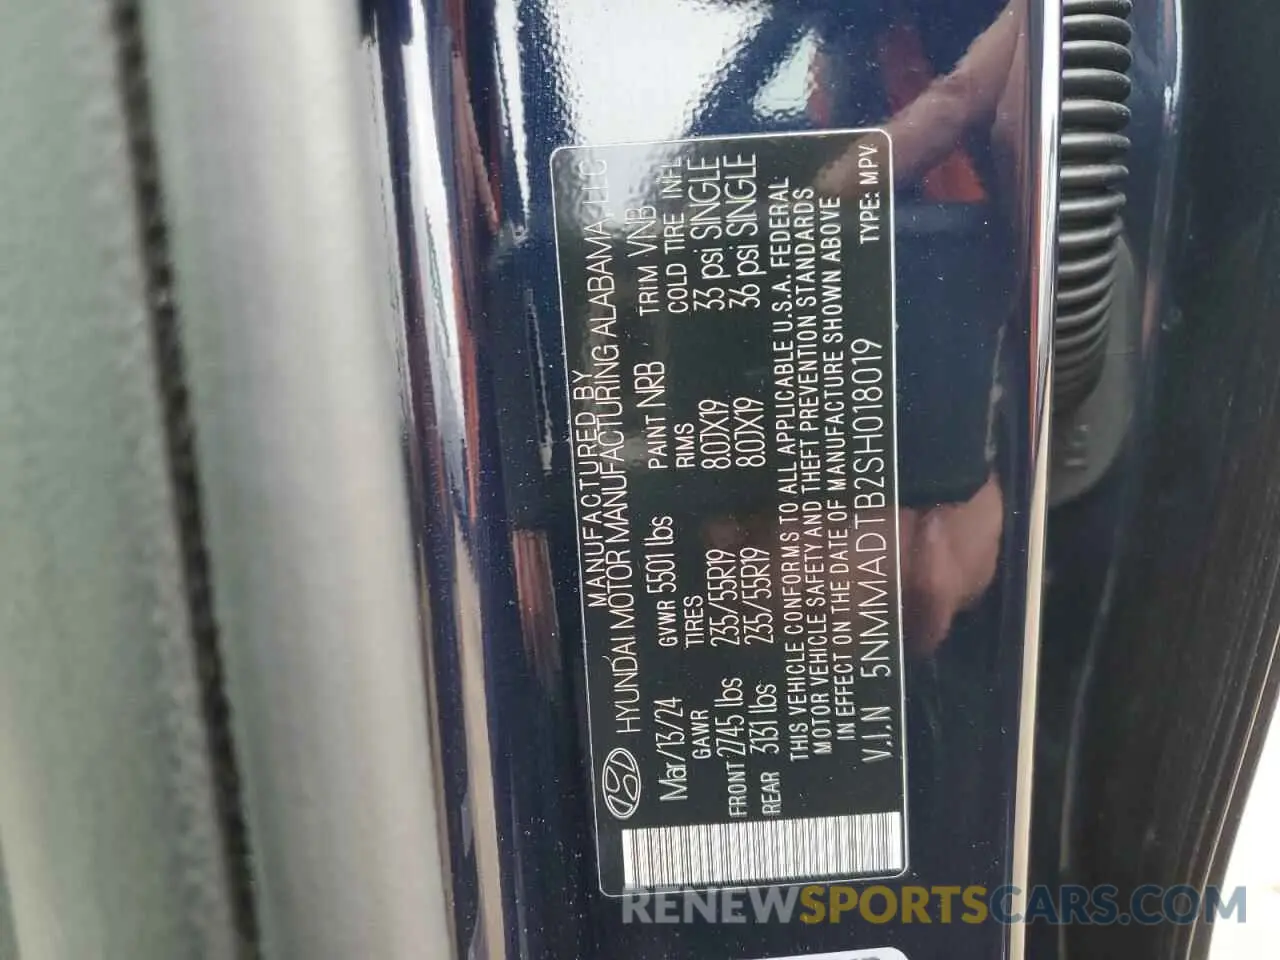 MANUFACTURED BY
HYUNDAI MOTOR MANUFACTURING ALABAMA, LLC
Mar/13/24 GVWR 5501 lbs PAINT NRB TRIM VNB
GAWR TIRES RIMS COLD TIRE INFL
FRONT 2745 lbs 235/55R19 8.0JX19 33 psi SINGLE
REAR 3131 lbs 235/55R19 8.0JX19 36 psi SINGLE
THIS VEHICLE CONFORMS TO ALL APPLICABLE U.S.A. FEDERAL
MOTOR VEHICLE SAFETY AND THEFT PREVENTION STANDARDS
IN EFFECT ON THE DATE OF MANUFACTURE SHOWN ABOVE
V.I.N 5NMMADTB2SH018019 TYPE: MPV
RENEWSPORTSCARS.COM